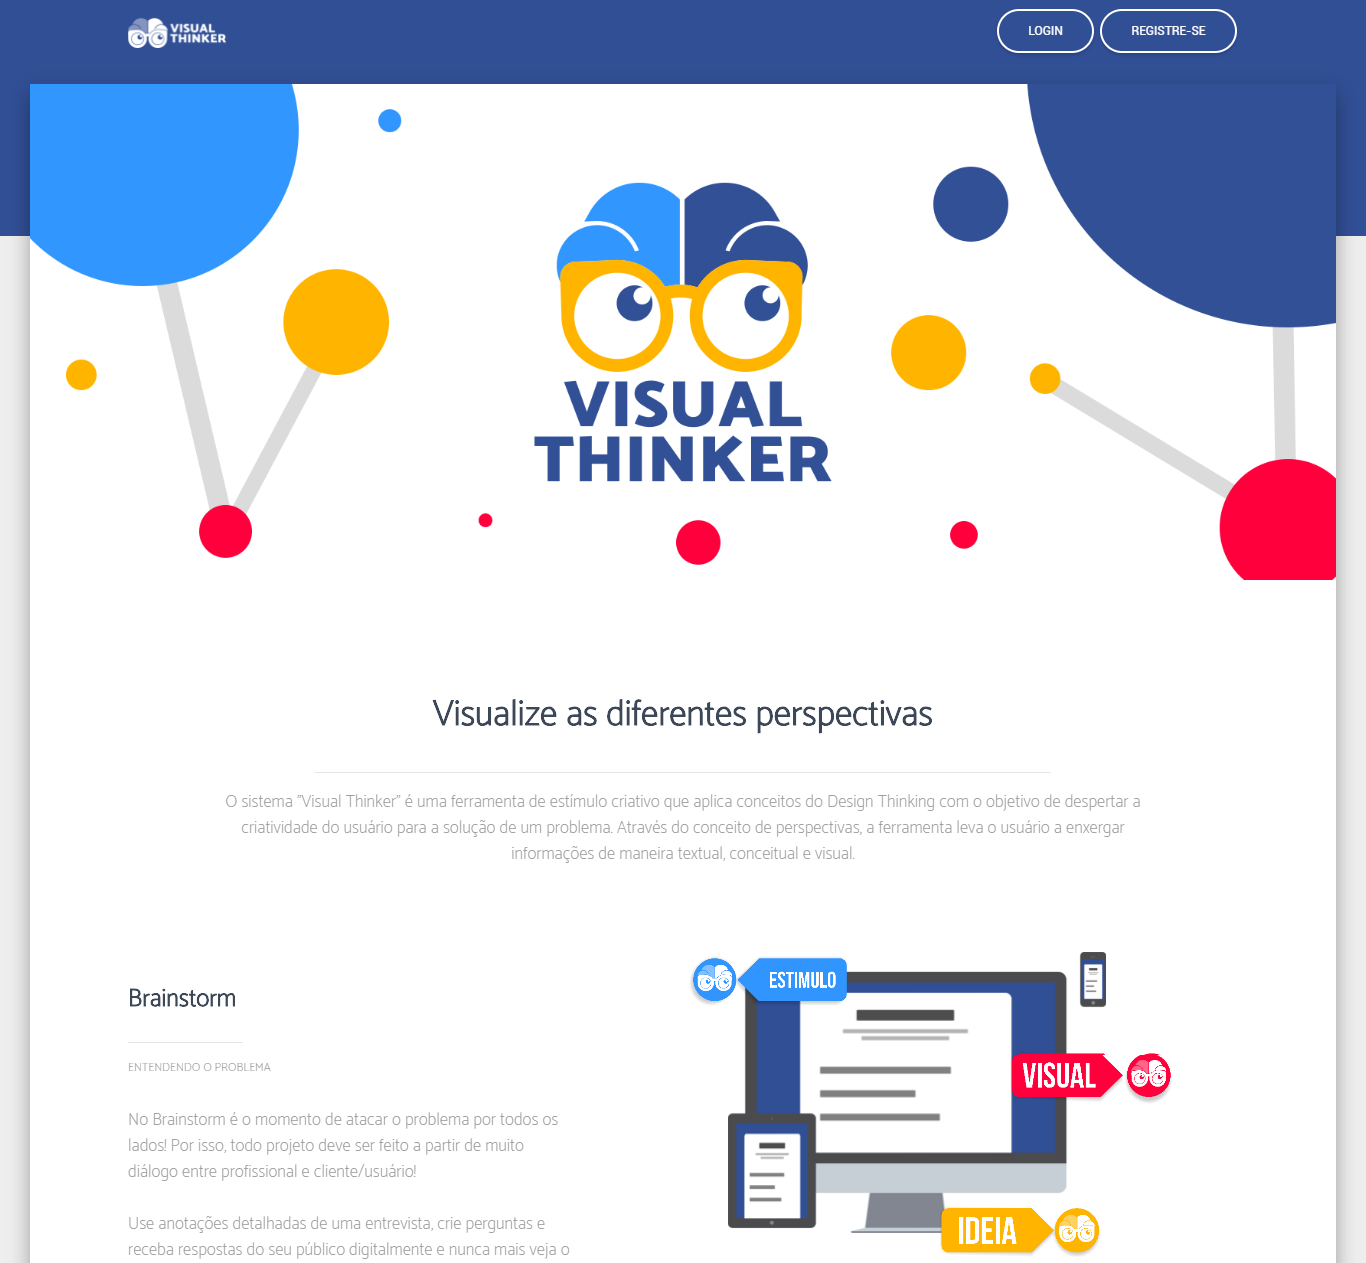 VISUAL
THINKER
LOGIN
REGISTRE-SE
VISUAL
THINKER
Visualize as diferentes perspectivas
O sistema "Visual Thinker" é uma ferramenta de estímulo criativo que aplica conceitos do Design Thinking com o objetivo de despertar a
criatividade do usuário para a solução de um problema. Através do conceito de perspectivas, a ferramenta leva o usuário a enxergar
informações de maneira textual, conceitual e visual.
Brainstorm
ENTENDENDO O PROBLEMA
No Brainstorm é o momento de atacar o problema por todos os
lados! Por isso, todo projeto deve ser feito a partir de muito
diálogo entre profissional e cliente/usuário!
Use anotações detalhadas de uma entrevista, crie perguntas e
receba respostas do seu público digitalmente e nunca mais veja o
ESTIMULO
VISUAL
IDEIA